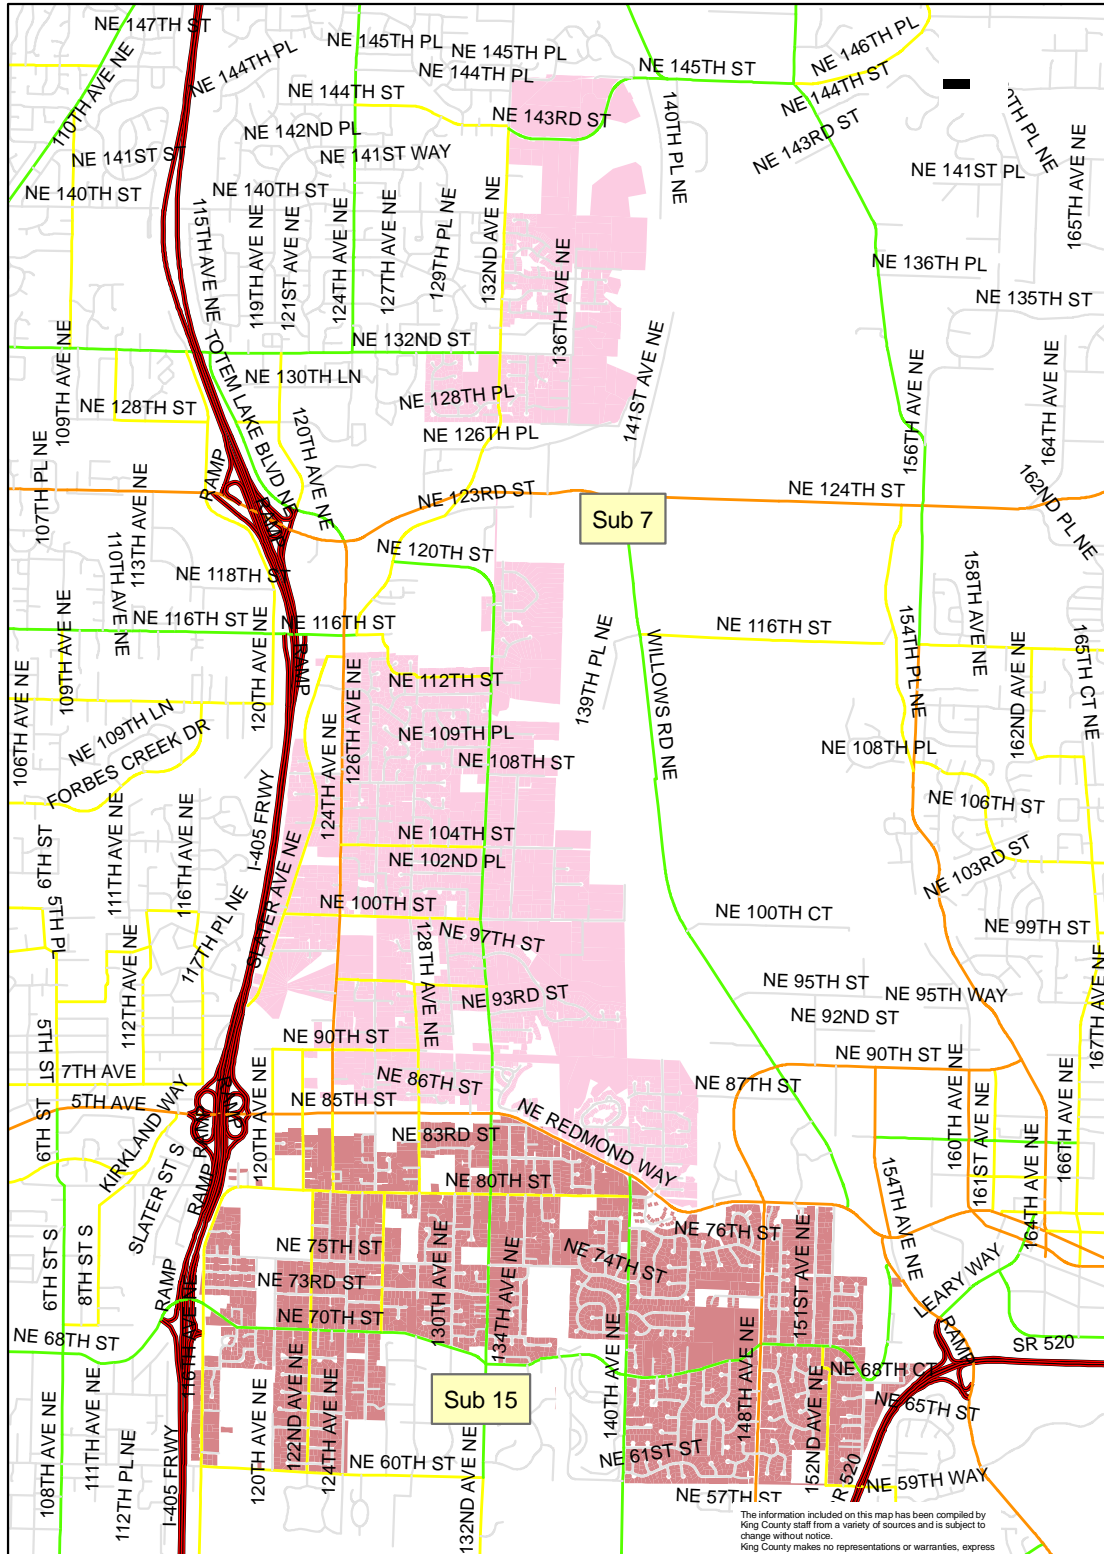 NE 147TH ST
110TH AVE NE
NE 144TH PL
NE 145TH PL
NE 145TH PL
NE 144TH PL
NE 144TH ST
NE 142ND PL
NE 141ST ST
NE 141ST WAY
NE 140TH ST
NE 140TH ST
NE 143RD ST
NE 145TH ST
NE 146TH PL
NE 144TH ST
NE 143RD ST
140TH PL NE
TH PL NE
NE 141ST PL
165TH AVE NE
115TH AVE NE
119TH AVE NE
121ST AVE NE
124TH AVE NE
127TH AVE NE
129TH PL NE
132ND AVE NE
136TH AVE NE
NE 136TH PL
NE 135TH ST
NE 132ND ST
109TH AVE NE
NE 130TH LN
NE 128TH ST
NE 128TH PL
NE 126TH PL
TOTEM LAKE BLVD NE
120TH AVE NE
141ST AVE NE
156TH AVE NE
164TH AVE NE
107TH PL NE
113TH AVE NE
110TH AVE NE
RAMP
RAMP
NE 123RD ST
NE 124TH ST
162ND PL NE
Sub 7
NE 120TH ST
NE 118TH ST
NE 116TH ST
NE 116TH ST
NE 116TH ST
158TH AVE NE
109TH AVE NE
106TH AVE NE
120TH AVE NE
RAMP
126TH AVE NE
124TH AVE NE
NE 112TH ST
139TH PL NE
WILLOWS RD NE
154TH PL NE
162ND AVE NE
165TH CT NE
NE 109TH LN
FORBES CREEK DR
NE 109TH PL
NE 108TH ST
NE 108TH PL
NE 106TH ST
NE 104TH ST
NE 102ND PL
NE 103RD ST
I-405 FRWY
SLATER AVE NE
6TH ST
5TH PL
111TH AVE NE
116TH AVE NE
117TH PL NE
112TH AVE NE
NE 100TH ST
NE 97TH ST
128TH AVE NE
NE 93RD ST
NE 100TH CT
NE 99TH ST
NE 95TH ST
NE 95TH WAY
NE 92ND ST
167TH AVE NE
NE 90TH ST
NE 90TH ST
5TH ST
7TH AVE
5TH AVE
6TH ST
KIRKLAND WAY
SLATER ST S
RAMP
RAMP
RAMP
120TH AVE NE
NE 86TH ST
NE 85TH ST
NE 83RD ST
NE 80TH ST
NE REDMOND WAY
NE 87TH ST
160TH AVE NE
161ST AVE NE
164TH AVE NE
166TH AVE NE
154TH AVE NE
6TH ST S
8TH ST S
RAMP
NE 68TH ST
116TH AVE NE
NE 75TH ST
NE 73RD ST
NE 70TH ST
130TH AVE NE
134TH AVE NE
NE 74TH ST
NE 76TH ST
151ST AVE NE
LEARY WAY
RAMP
SR 520
NE 68TH CT
NE 65TH ST
108TH AVE NE
111TH AVE NE
112TH PL NE
I-405 FRWY
120TH AVE NE
122ND AVE NE
124TH AVE NE
Sub 15
NE 60TH ST
132ND AVE NE
140TH AVE NE
NE 61ST ST
148TH AVE NE
152ND AVE NE
NE 57TH ST
R 520
NE 59TH WAY
The information included on this map has been compiled by
King County staff from a variety of sources and is subject to
change without notice.
King County makes no representations or warranties, express